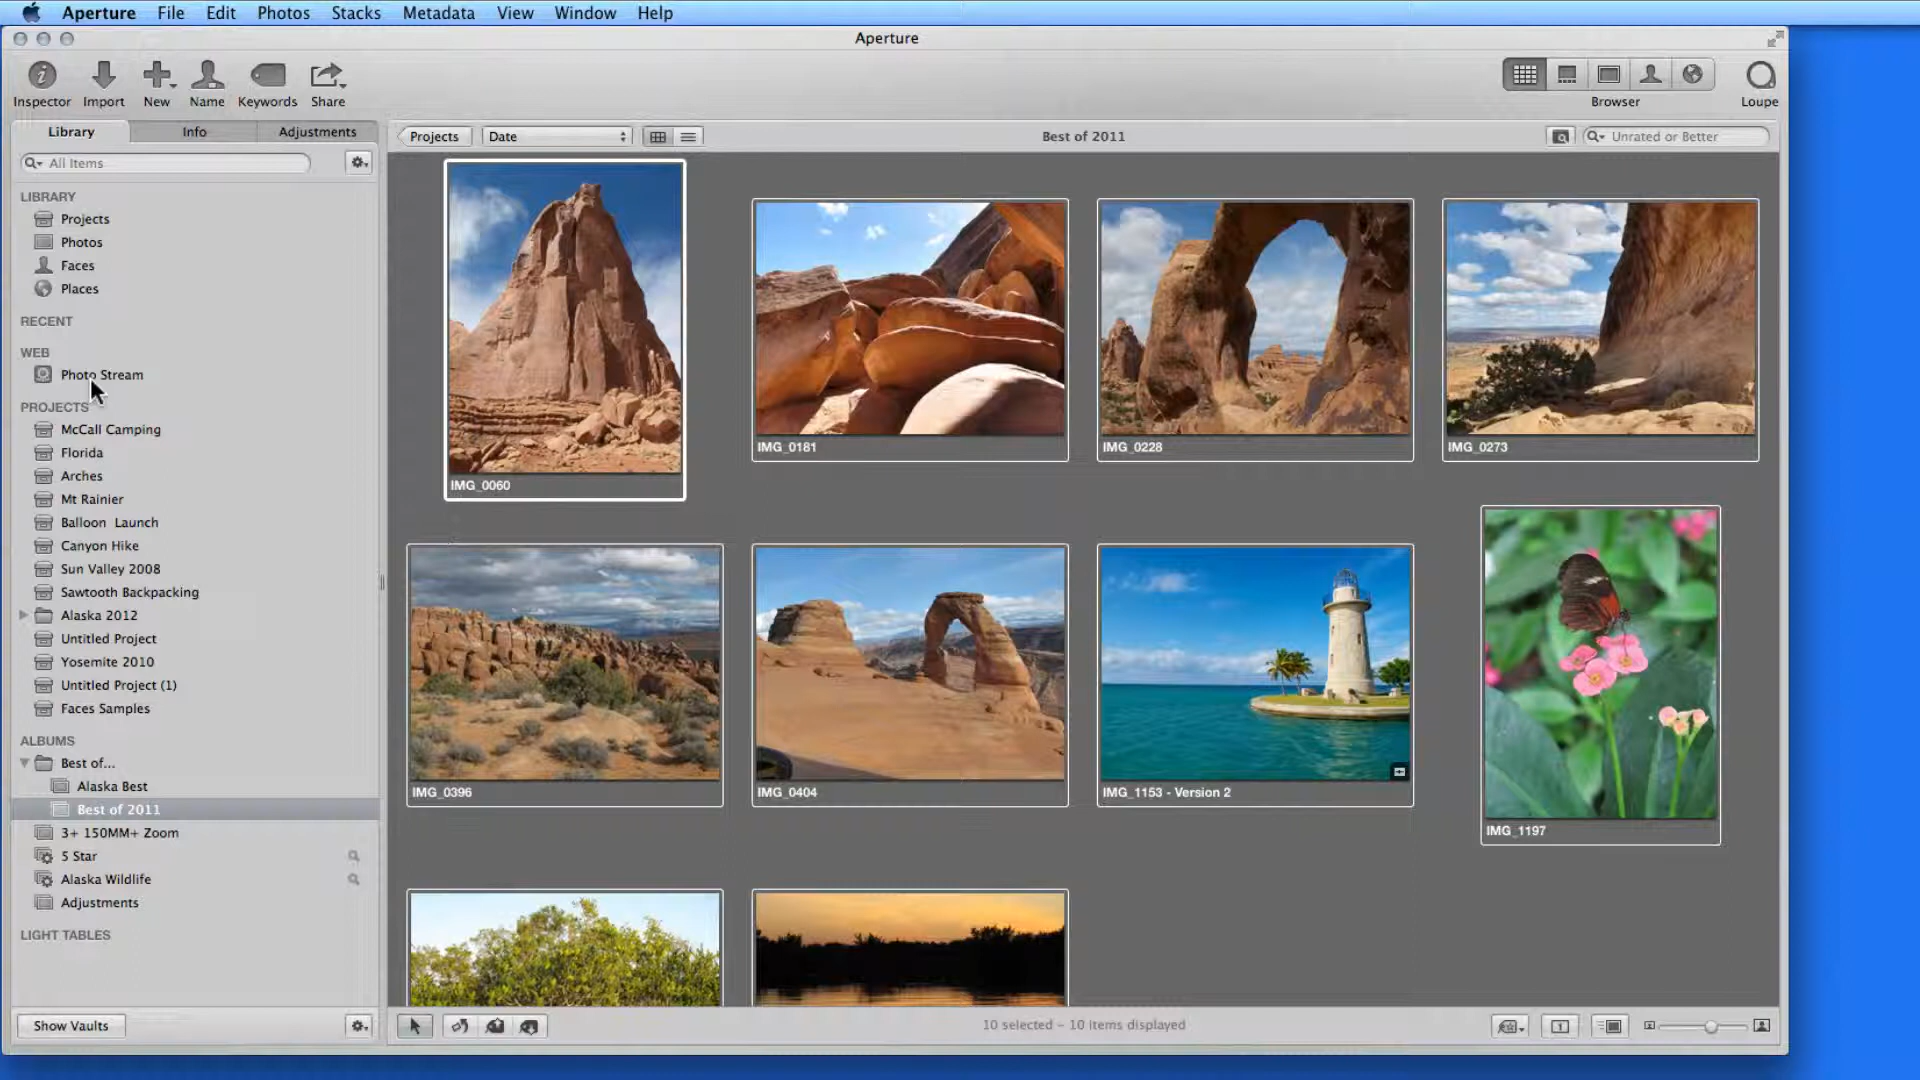 Aperture File Edit Photos Stacks Metadata View Window Help
Aperture
Inspector Import New Name Keywords Share Browser Loupe
Library Info Adjustments
Projects Date Best of 2011 Unrated or Better
All Items
LIBRARY
Projects
Photos
Faces
Places
RECENT
WEB
Photo Stream
PROJECTS
McCall Camping
Florida
Arches
Mt Rainier
Balloon Launch
Canyon Hike
Sun Valley 2008
Sawtooth Backpacking
Alaska 2012
Untitled Project
Yosemite 2010
Untitled Project (1)
Faces Samples
ALBUMS
Best of...
Alaska Best
Best of 2011
3+ 150MM+ Zoom
5 Star
Alaska Wildlife
Adjustments
LIGHT TABLES
Show Vaults
IMG_0060
IMG_0181
IMG_0228
IMG_0273
IMG_0396
IMG_0404
IMG_1153 - Version 2
IMG_1197
10 selected – 10 items displayed
1